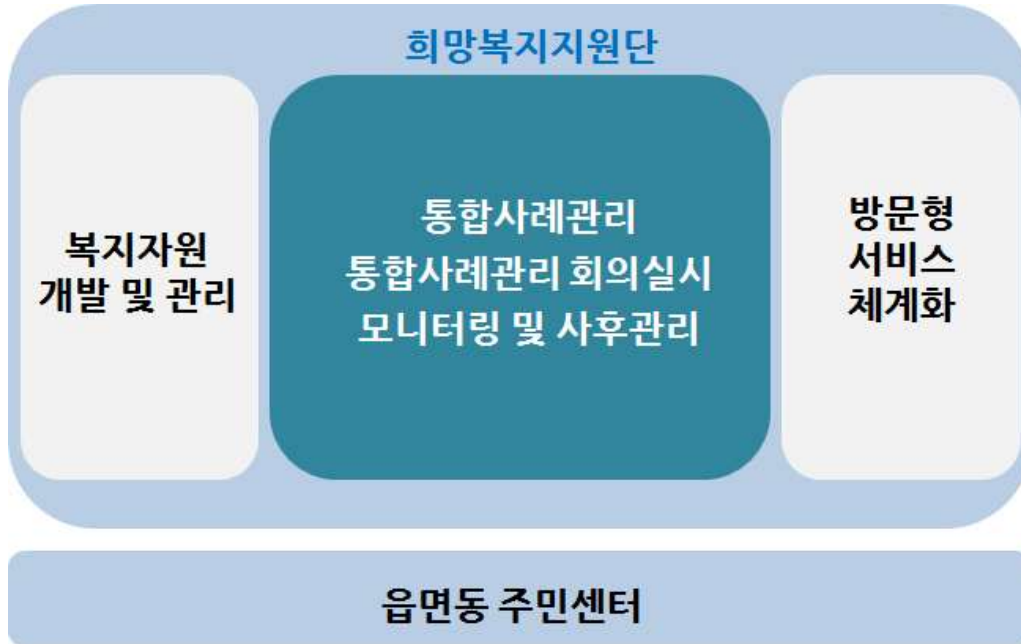 희망복지지원단
복지자원
개발 및 관리
통합사례관리
통합사례관리 회의실시
모니터링 및 사후관리
방문형
서비스
체계화
읍면동 주민센터